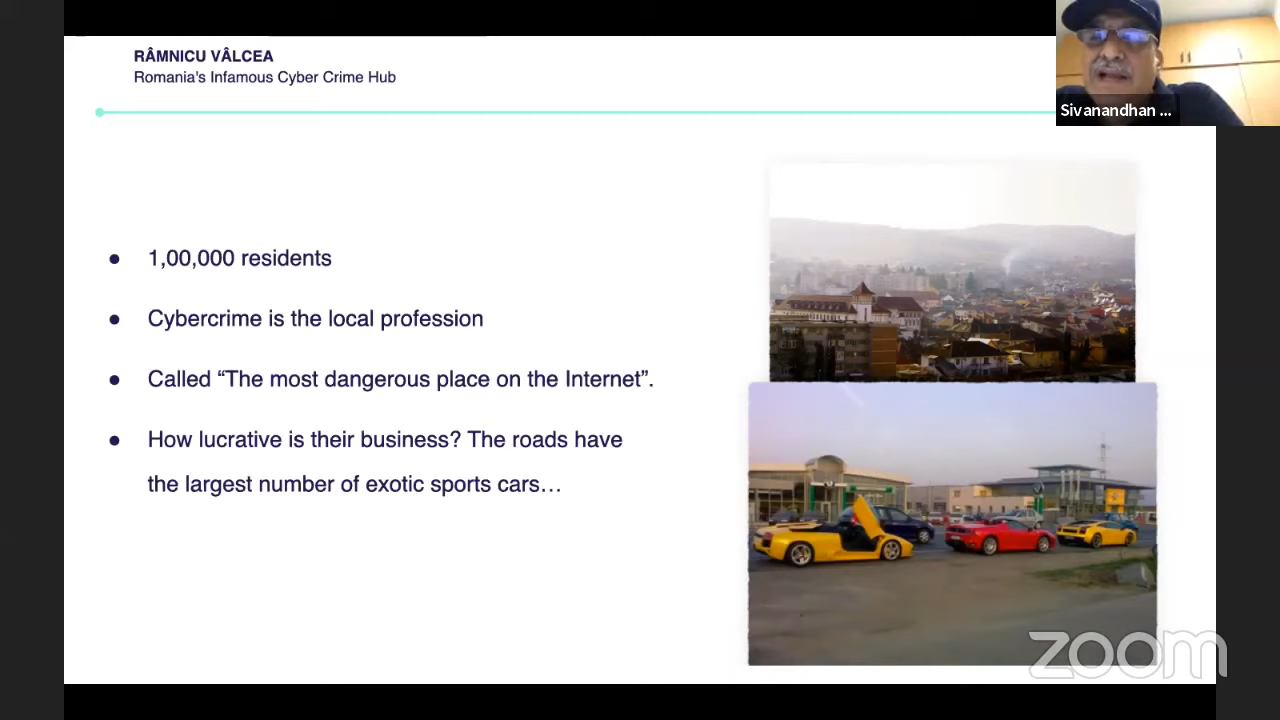 RÂMNICU VÂLCEA
Romania's Infamous Cyber Crime Hub
Sivanandhan ...
● 1,00,000 residents
● Cybercrime is the local profession
● Called “The most dangerous place on the Internet”.
● How lucrative is their business? The roads have
the largest number of exotic sports cars…
zoom